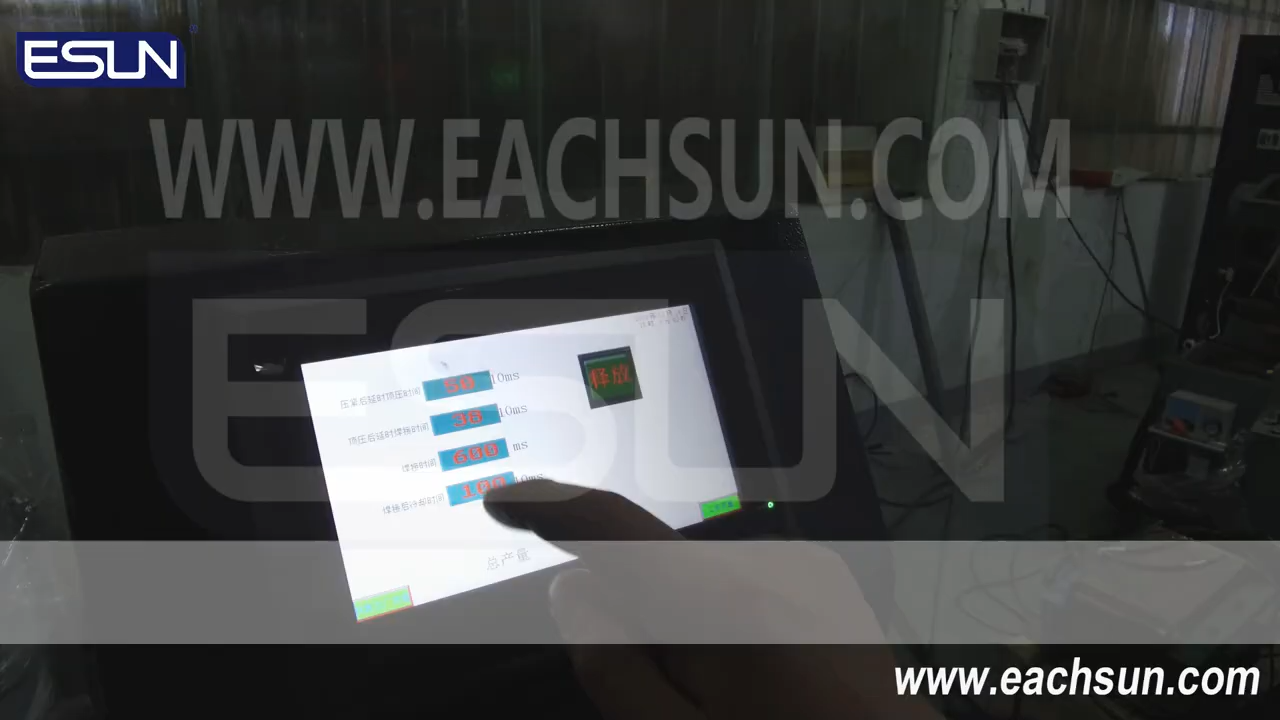 ESUN
WWW.EACHSUN.COM
ESUN
压紧后延时顶压时间 50 10ms
释放
顶压后延时焊接时间 38 10ms
焊接时间 600 ms
焊接后冷却时间 100 10ms
总产量
www.eachsun.com